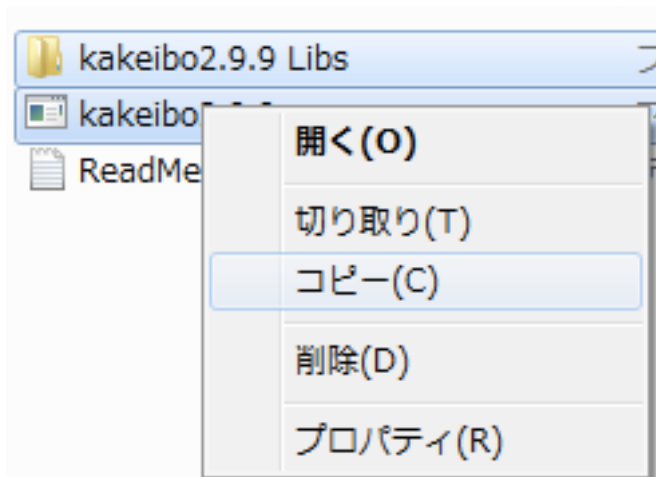 kakeibo2.9.9 Libs
kakeibo
ReadMe
開く(O)
切り取り(T)
コピー(C)
削除(D)
プロパティ(R)